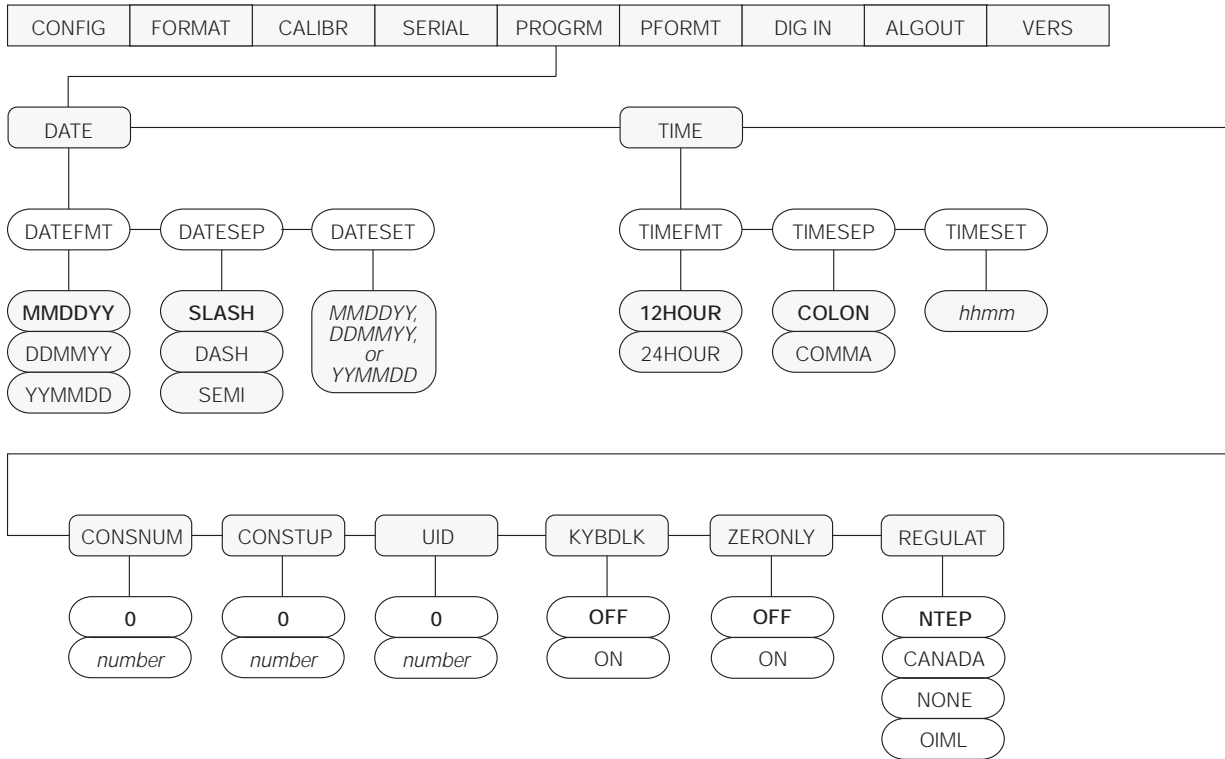 CONFIG FORMAT CALIBR SERIAL PROGRM PFORMT DIG IN ALGOUT VERS
DATE TIME
DATEFMT DATESEP DATESET TIMEFMT TIMESEP TIMESET
MMDDYY
DDMMYY
YYMMDD
SLASH
DASH
SEMI
MMDDYY,
DDMMYY,
or
YYMMDD
12HOUR
24HOUR
COLON
COMMA
hhmm
CONSNUM CONSTUP UID KYBDLK ZERONLY REGULAT
0
number
0
number
0
number
OFF
ON
OFF
ON
NTEP
CANADA
NONE
OIML